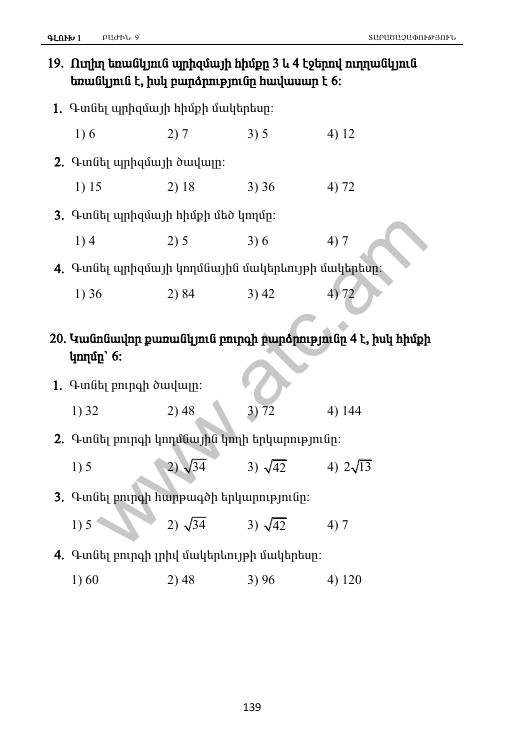 ԳԼՈՒԽ 1 ԲԱԺԻՆ 9 ՏԱՐԱԾԱՉԱՓՈՒԹՅՈՒՆ
19. Ուղիղ եռանկյուն պրիզմայի հիմքը 3 և 4 էջերով ուղղանկյուն
եռանկյուն է, իսկ բարձրությունը հավասար է 6:
1. Գտնել պրիզմայի հիմքի մակերեսը:
1) 6 2) 7 3) 5 4) 12
2. Գտնել պրիզմայի ծավալը:
1) 15 2) 18 3) 36 4) 72
3. Գտնել պրիզմայի հիմքի մեծ կողմը:
1) 4 2) 5 3) 6 4) 7
4. Գտնել պրիզմայի կողմնային մակերևույթի մակերեսը:
1) 36 2) 84 3) 42 4) 72
20. Կանոնավոր քառանկյուն բուրգի բարձրությունը 4 է, իսկ հիմքի
կողմը՝ 6:
1. Գտնել բուրգի ծավալը:
1) 32 2) 48 3) 72 4) 144
2. Գտնել բուրգի կողմնային կողի երկարությունը:
1) 5 2) √34 3) √42 4) 2√13
3. Գտնել բուրգի հարթագծի երկարությունը:
1) 5 2) √34 3) √42 4) 7
4. Գտնել բուրգի լրիվ մակերևույթի մակերեսը:
1) 60 2) 48 3) 96 4) 120
www.atc.am
139